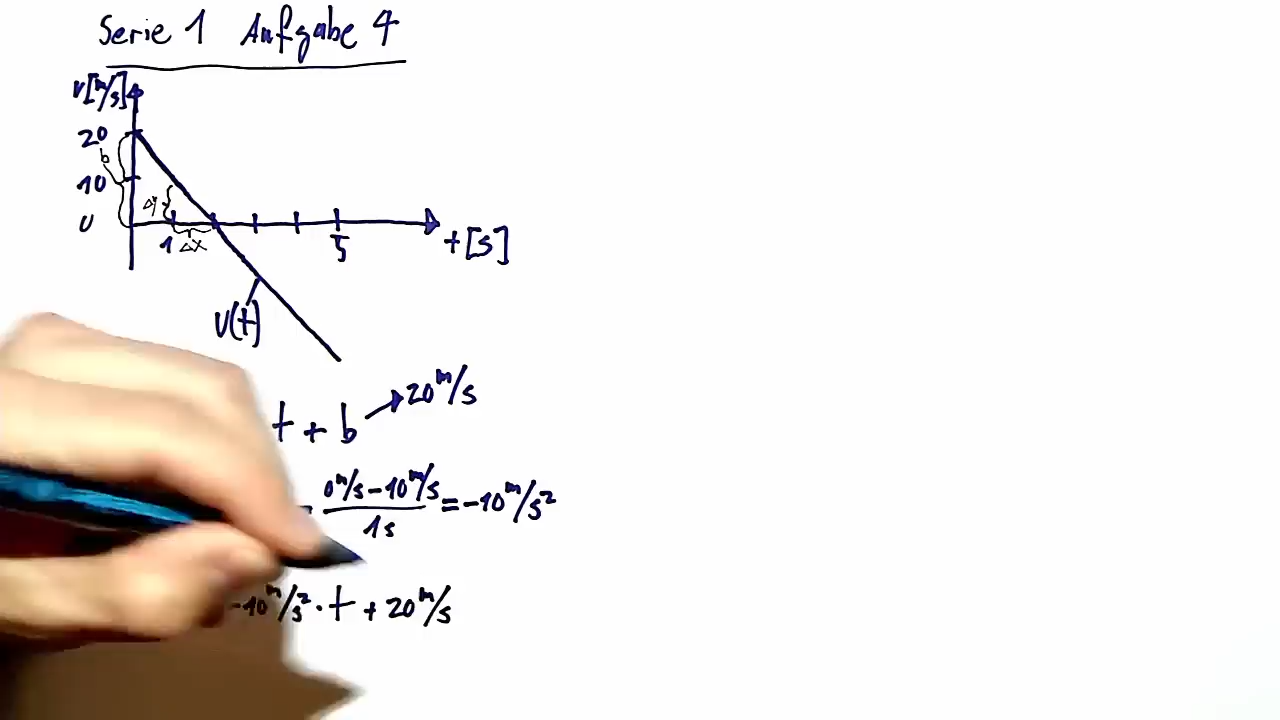 Serie 1 Aufgabe 4
v[m/s]
20
b
10
Δy
0
1 Δx
5
t[s]
v(t)
20 m/s
t + b
= 0 m/s - 10 m/s / 1s = -10 m/s²
-10 m/s² · t + 20 m/s